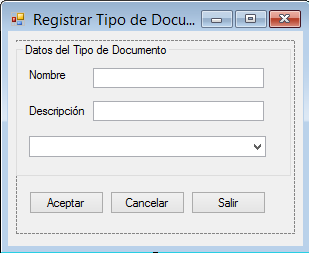 Registrar Tipo de Docu...
Datos del Tipo de Documento
Nombre
Descripción
Aceptar Cancelar Salir